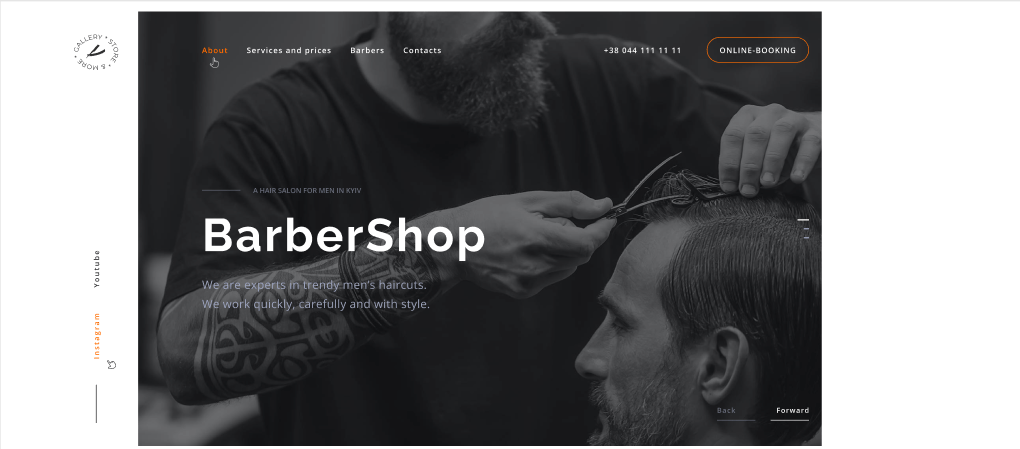 GALLERY • STORE • & MORE •
About
Services and prices
Barbers
Contacts
+38 044 111 11 11
ONLINE-BOOKING
A HAIR SALON FOR MEN IN KYIV
BarberShop
We are experts in trendy men's haircuts.
We work quickly, carefully and with style.
Youtube
Instagram
Back
Forward